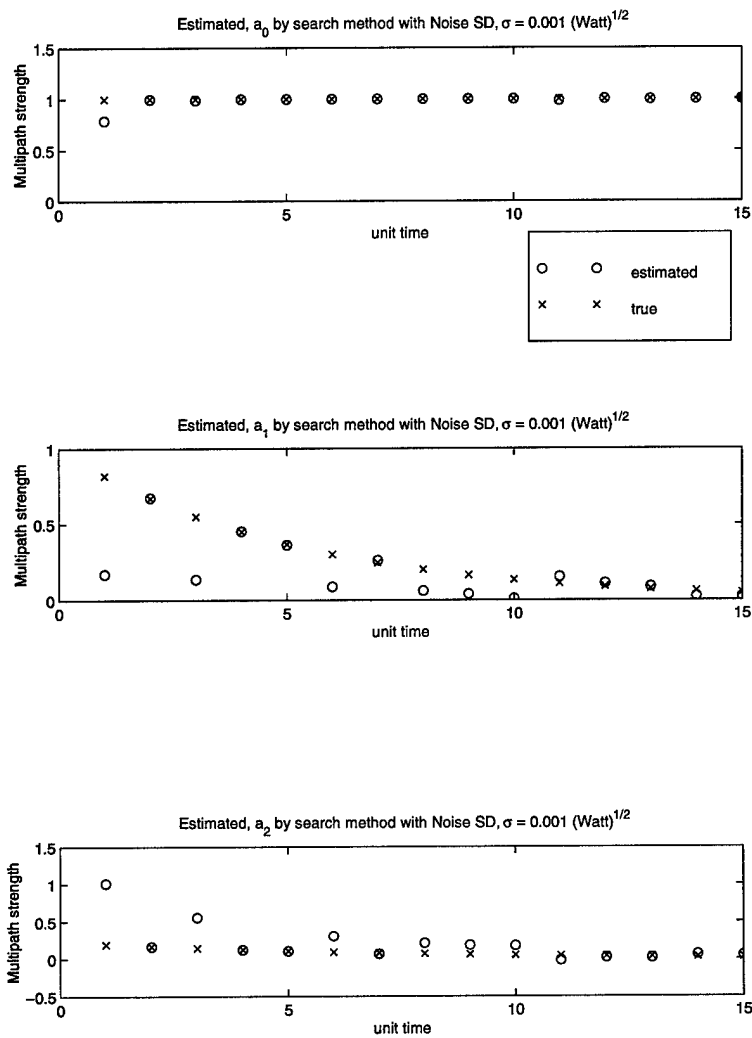 Estimated, a0 by search method with Noise SD, σ = 0.001 (Watt)1/2
1.5
1
0.5
0
Multipath strength
0 5 10 15
unit time
estimated
true
Estimated, a1 by search method with Noise SD, σ = 0.001 (Watt)1/2
1
0.5
0
Multipath strength
0 5 10 15
unit time
Estimated, a2 by search method with Noise SD, σ = 0.001 (Watt)1/2
1.5
1
0.5
0
−0.5
Multipath strength
0 5 10 15
unit time